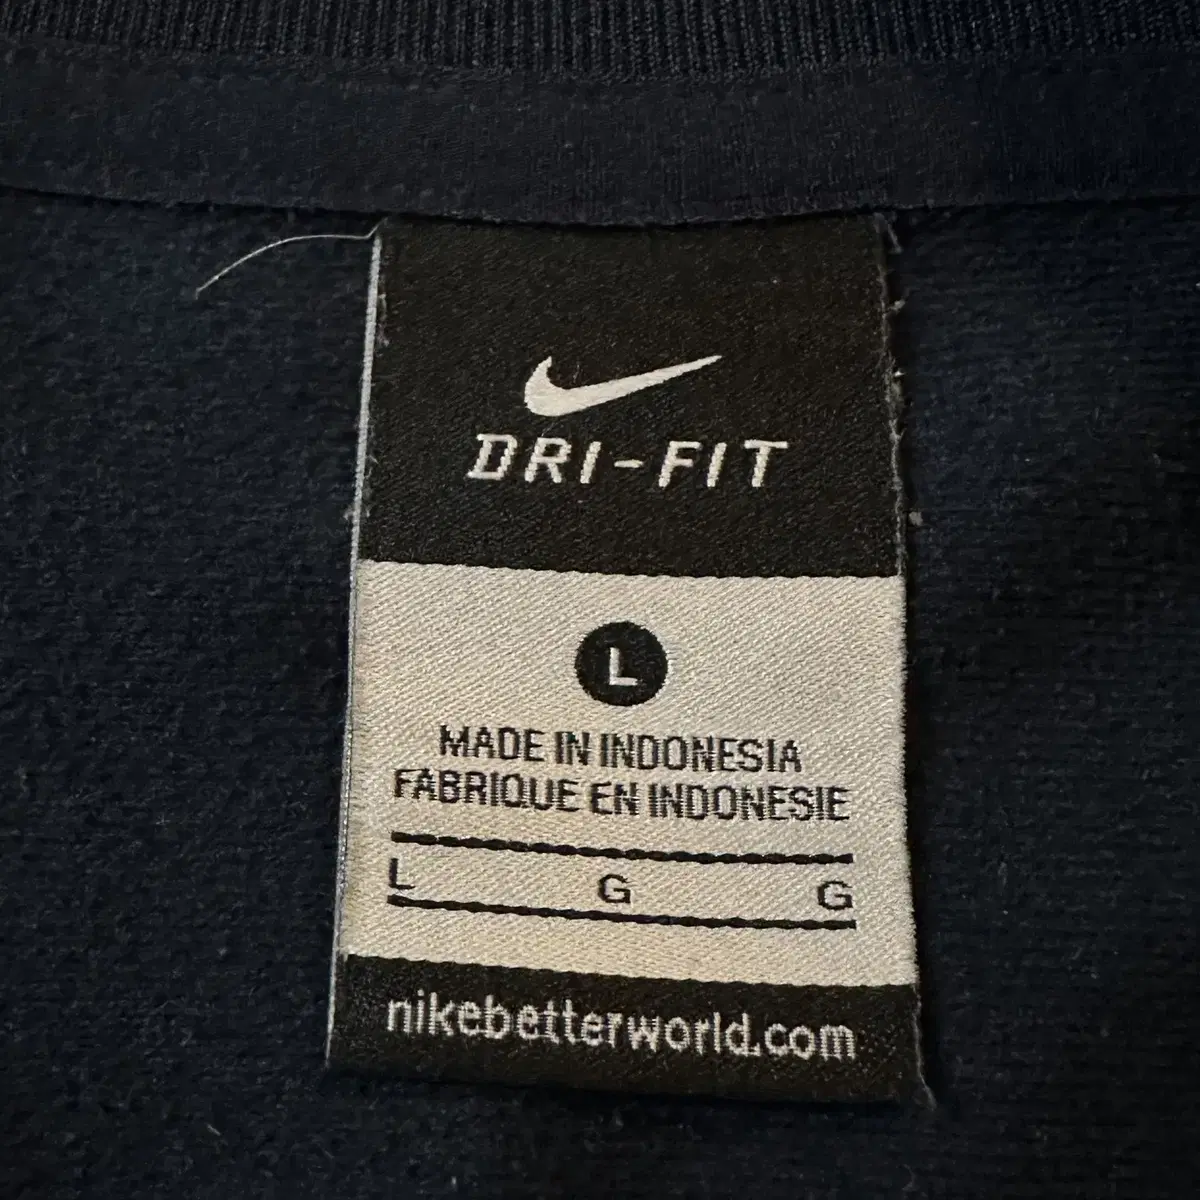 DRI-FIT
L
MADE IN INDONESIA
FABRIQUE EN INDONESIE
L G G
nikebetterworld.com